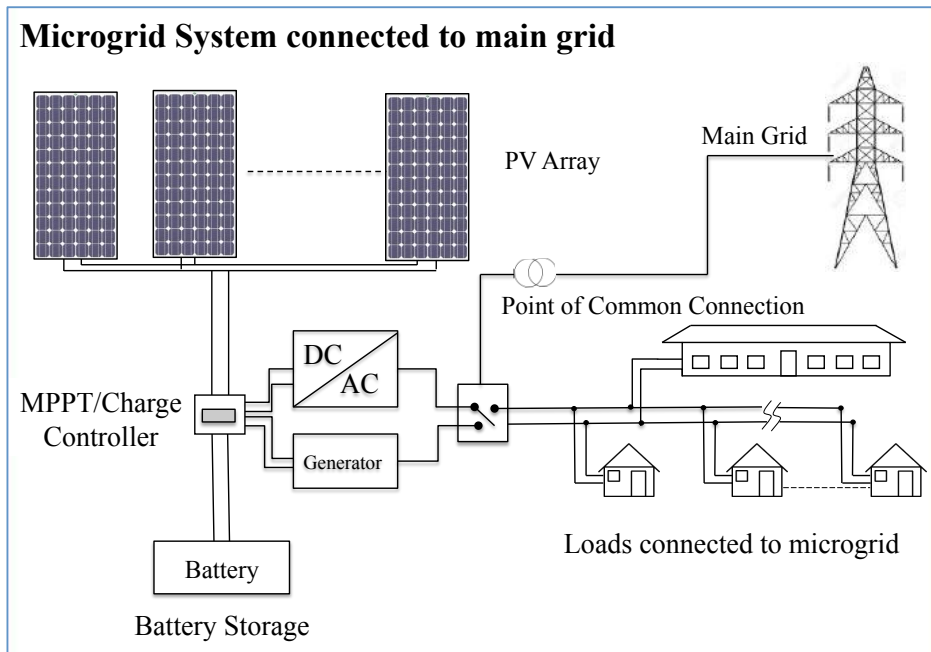 Microgrid System connected to main grid
Main Grid
PV Array
Point of Common Connection
DC
AC
MPPT/Charge
Controller
Generator
Loads connected to microgrid
Battery
Battery Storage